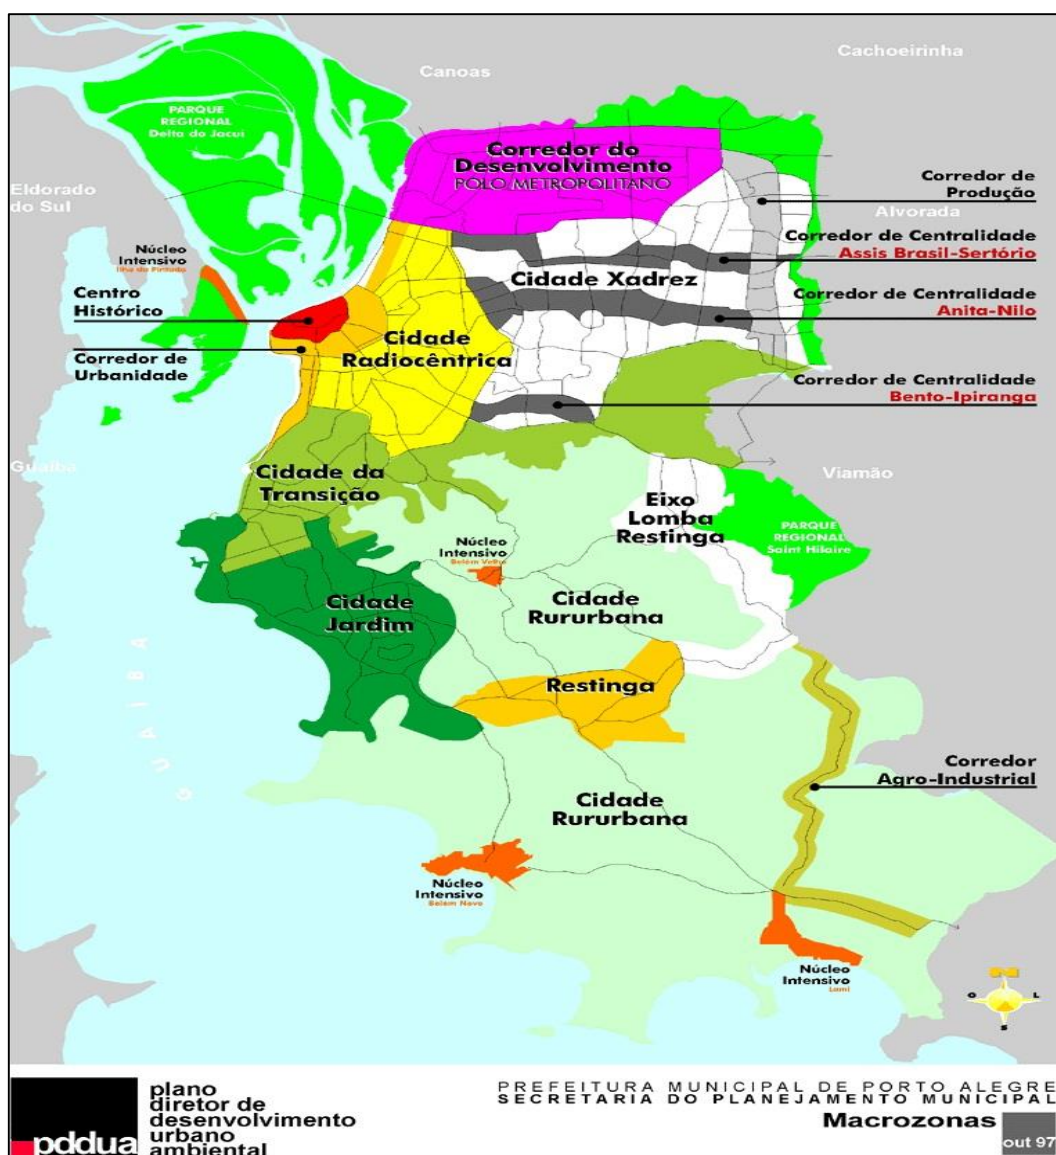 Cachoeirinha
Canoas
PARQUE
REGIONAL
Delta do Jacuí
Corredor do
Desenvolvimento
POLO METROPOLITANO
Corredor de
Produção
Eldorado
do Sul
Alvorada
Núcleo
Intensivo
Ilha da Pintada
Corredor de Centralidade
Assis Brasil-Sertório
Cidade Xadrez
Centro
Histórico
Corredor de Centralidade
Anita-Nilo
Cidade
Radiocêntrica
Corredor de
Urbanidade
Corredor de Centralidade
Bento-Ipiranga
Guaíba
Viamão
Cidade da
Transição
Eixo
Lomba
Restinga
PARQUE
REGIONAL
Saint Hilaire
Núcleo
Intensivo
Belém Velho
Cidade
Jardim
Cidade
Rururbana
GUAIBA
Restinga
Corredor
Agro-Industrial
Cidade
Rururbana
Núcleo
Intensivo
Belém Novo
Núcleo
Intensivo
Lami
O L
S
pddua
plano
diretor de
desenvolvimento
urbano
ambiental
PREFEITURA MUNICIPAL DE PORTO ALEGRE
SECRETARIA DO PLANEJAMENTO MUNICIPAL
Macrozonas
out 97